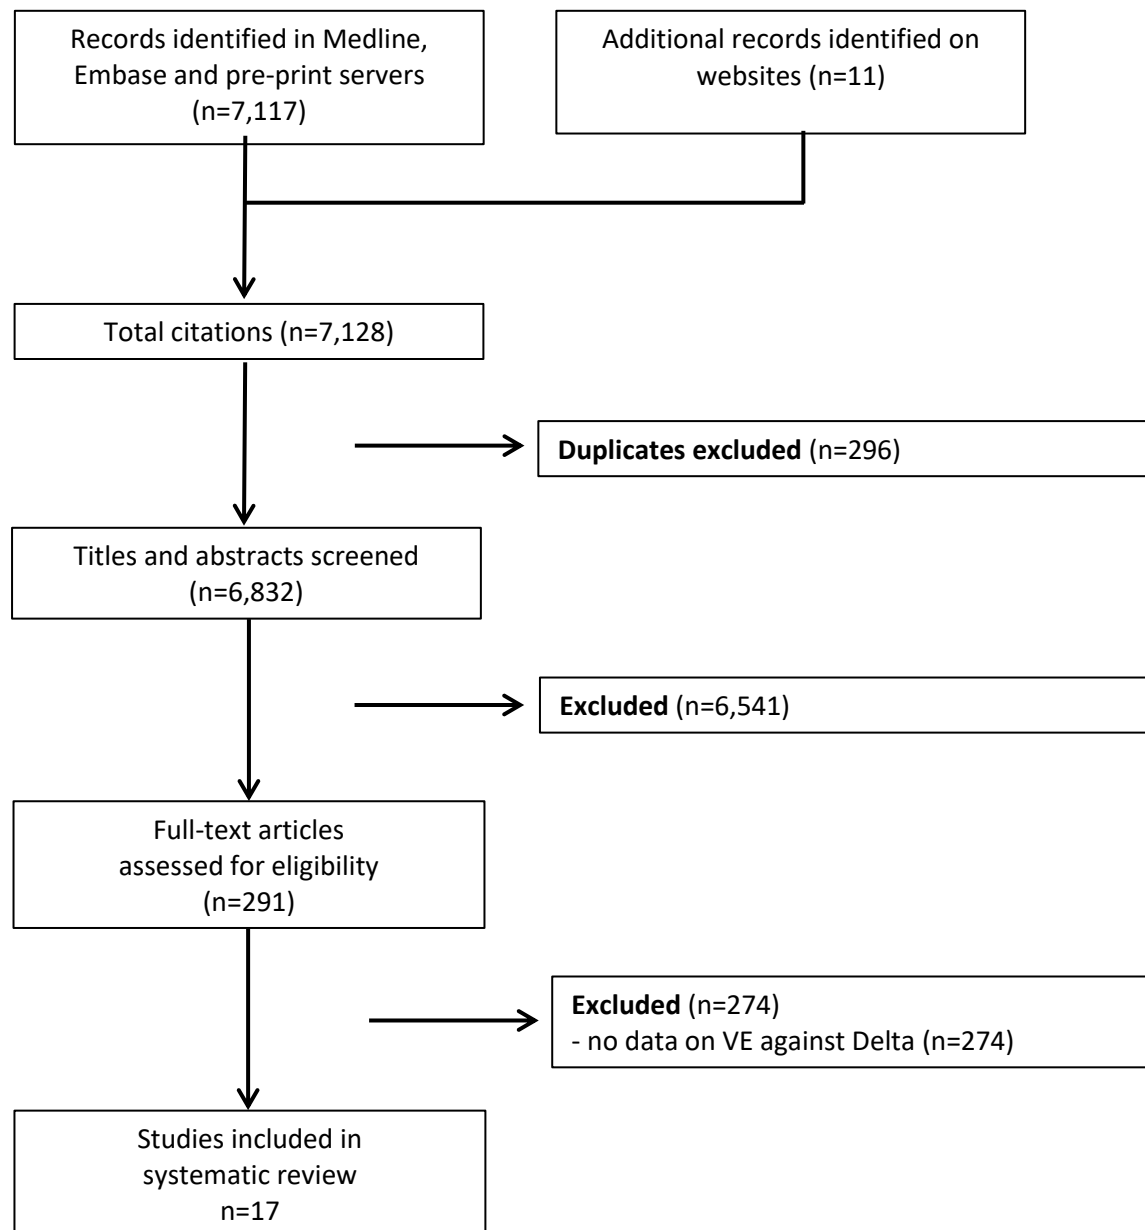 Records identified in Medline,
Embase and pre-print servers
(n=7,117)
Additional records identified on
websites (n=11)
Total citations (n=7,128)
Duplicates excluded (n=296)
Titles and abstracts screened
(n=6,832)
Excluded (n=6,541)
Full-text articles
assessed for eligibility
(n=291)
Excluded (n=274)
- no data on VE against Delta (n=274)
Studies included in
systematic review
n=17